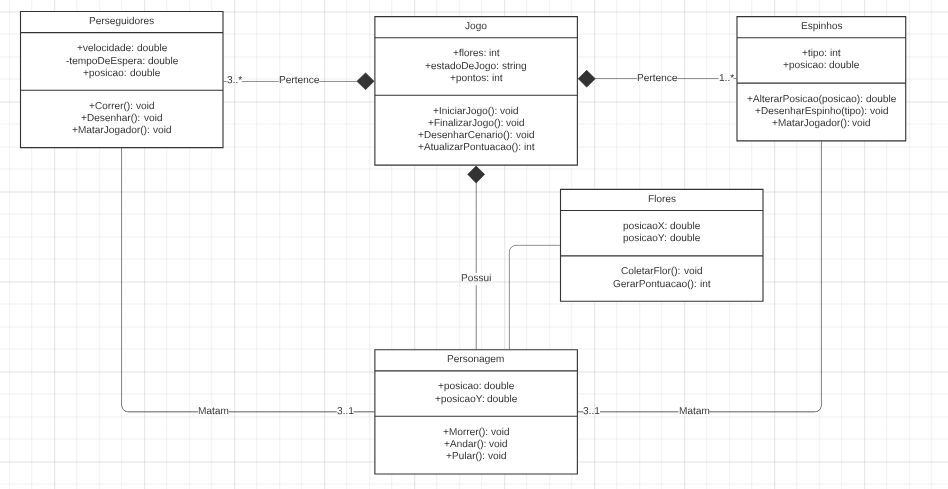 Perseguidores
+velocidade: double
-tempoDeEspera: double
+posicao: double
+Correr(): void
+Desenhar(): void
+MatarJogador(): void
3..*
Pertence
Jogo
+flores: int
+estadoDeJogo: string
+pontos: int
+IniciarJogo(): void
+FinalizarJogo(): void
+DesenharCenario(): void
+AtualizarPontuacao(): int
Pertence
1..*
Espinhos
+tipo: int
+posicao: double
+AlterarPosicao(posicao): double
+DesenharEspinho(tipo): void
+MatarJogador(): void
Flores
posicaoX: double
posicaoY: double
ColetarFlor(): void
GerarPontuacao(): int
Possui
Personagem
+posicao: double
+posicaoY: double
+Morrer(): void
+Andar(): void
+Pular(): void
Matam
3..1
3..1
Matam